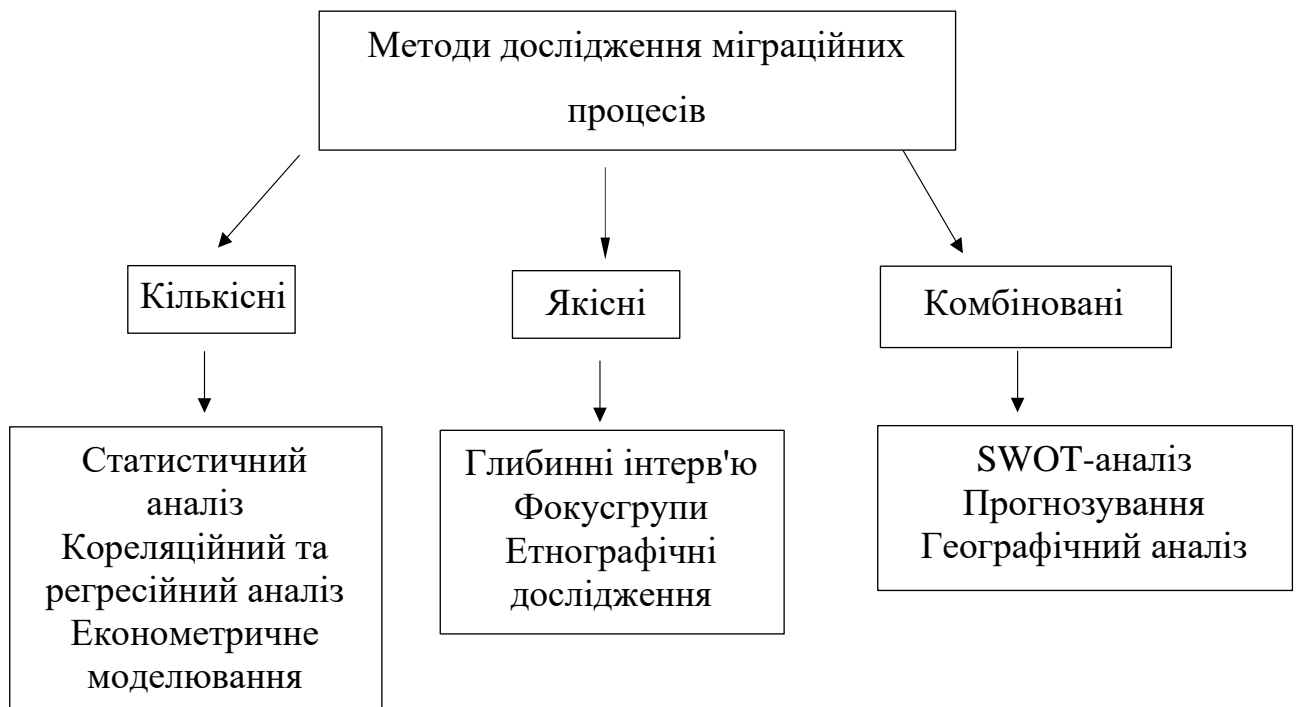 Методи дослідження міграційних
процесів
Кількісні
Якісні
Комбіновані
Статистичний
аналіз
Кореляційний та
регресійний аналіз
Економетричне
моделювання
Глибинні інтерв'ю
Фокусгрупи
Етнографічні
дослідження
SWOT-аналіз
Прогнозування
Географічний аналіз